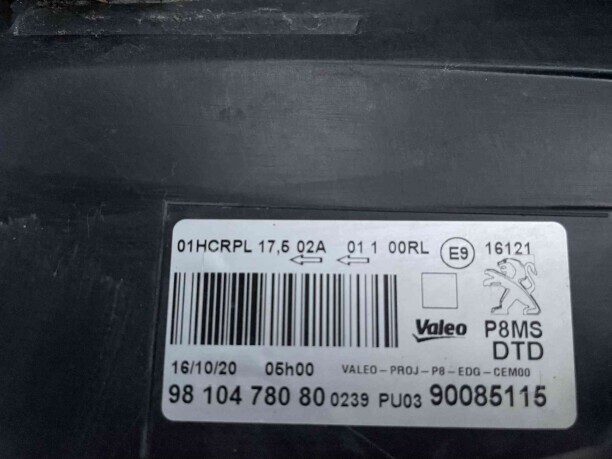 01HCRPL 17,5 02A 01 1 00RL E9 16121
Valeo P8MS
DTD
16/10/20 05h00 VALEO-PROJ-P8-EDG-CEM00
98 104 780 80 0239 PU03 90085115